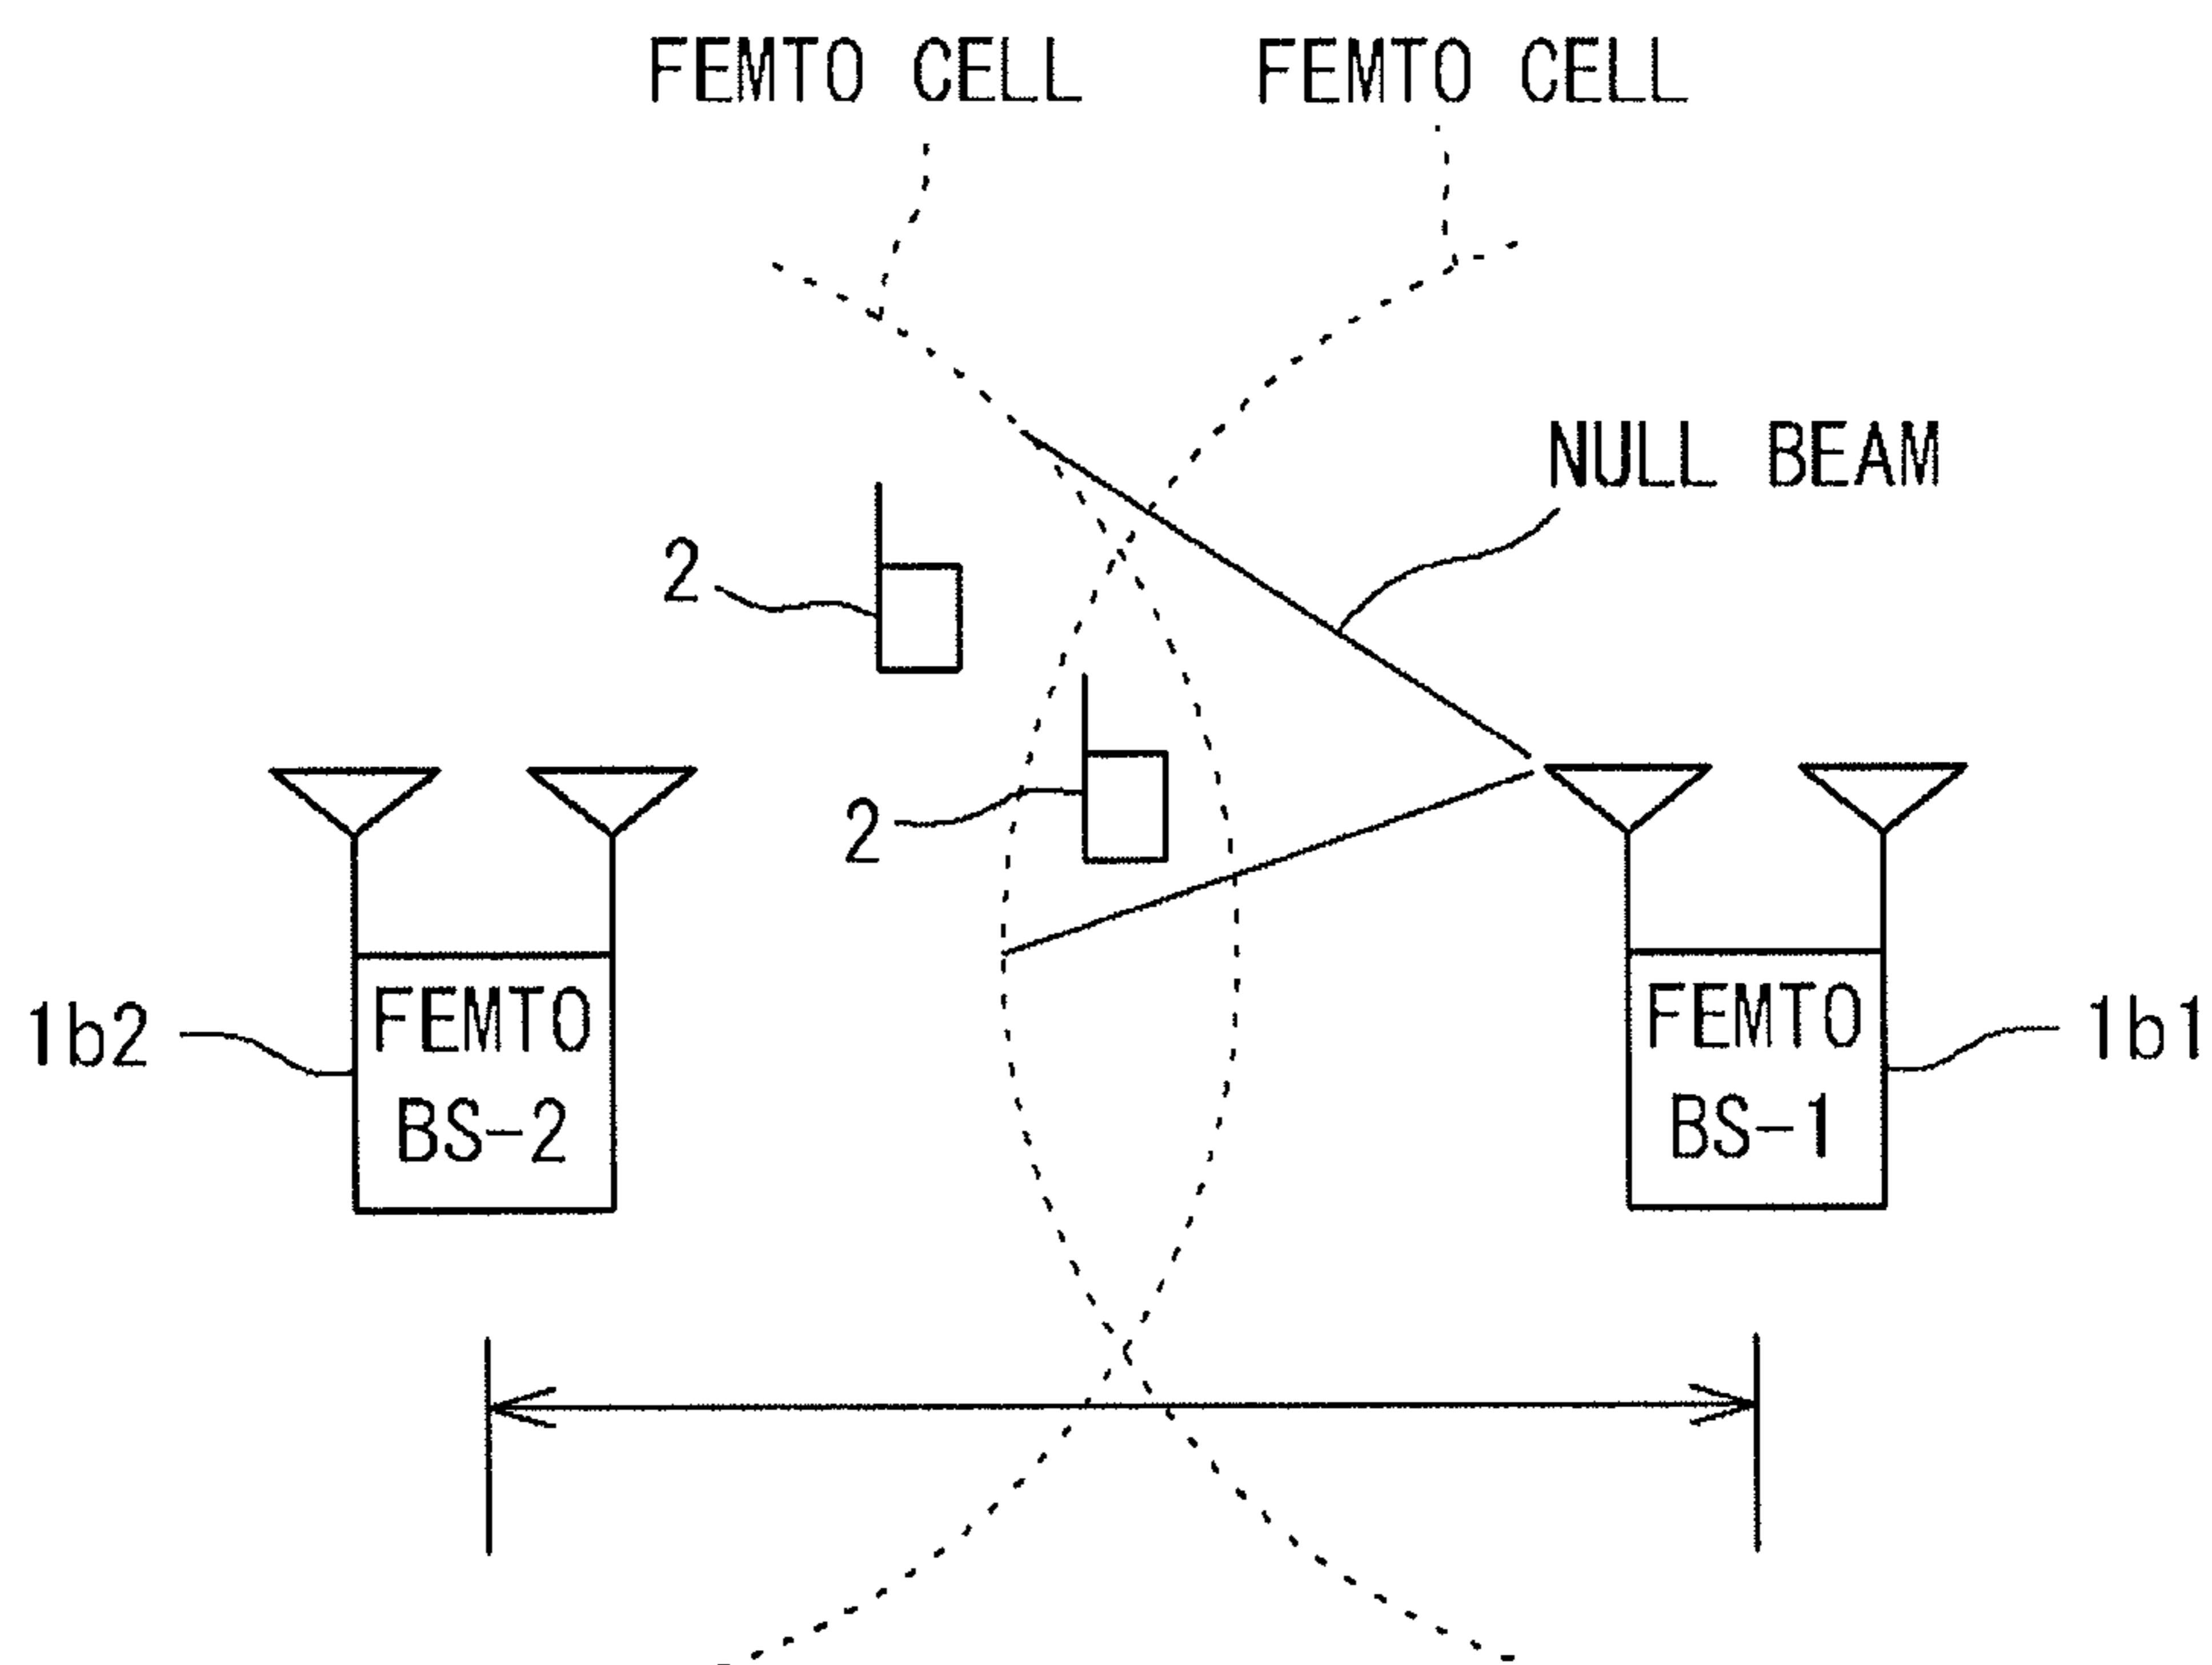 FEMTO CELL
FEMTO CELL
NULL BEAM
2
2
1b2
FEMTO
BS-2
FEMTO
BS-1
1b1